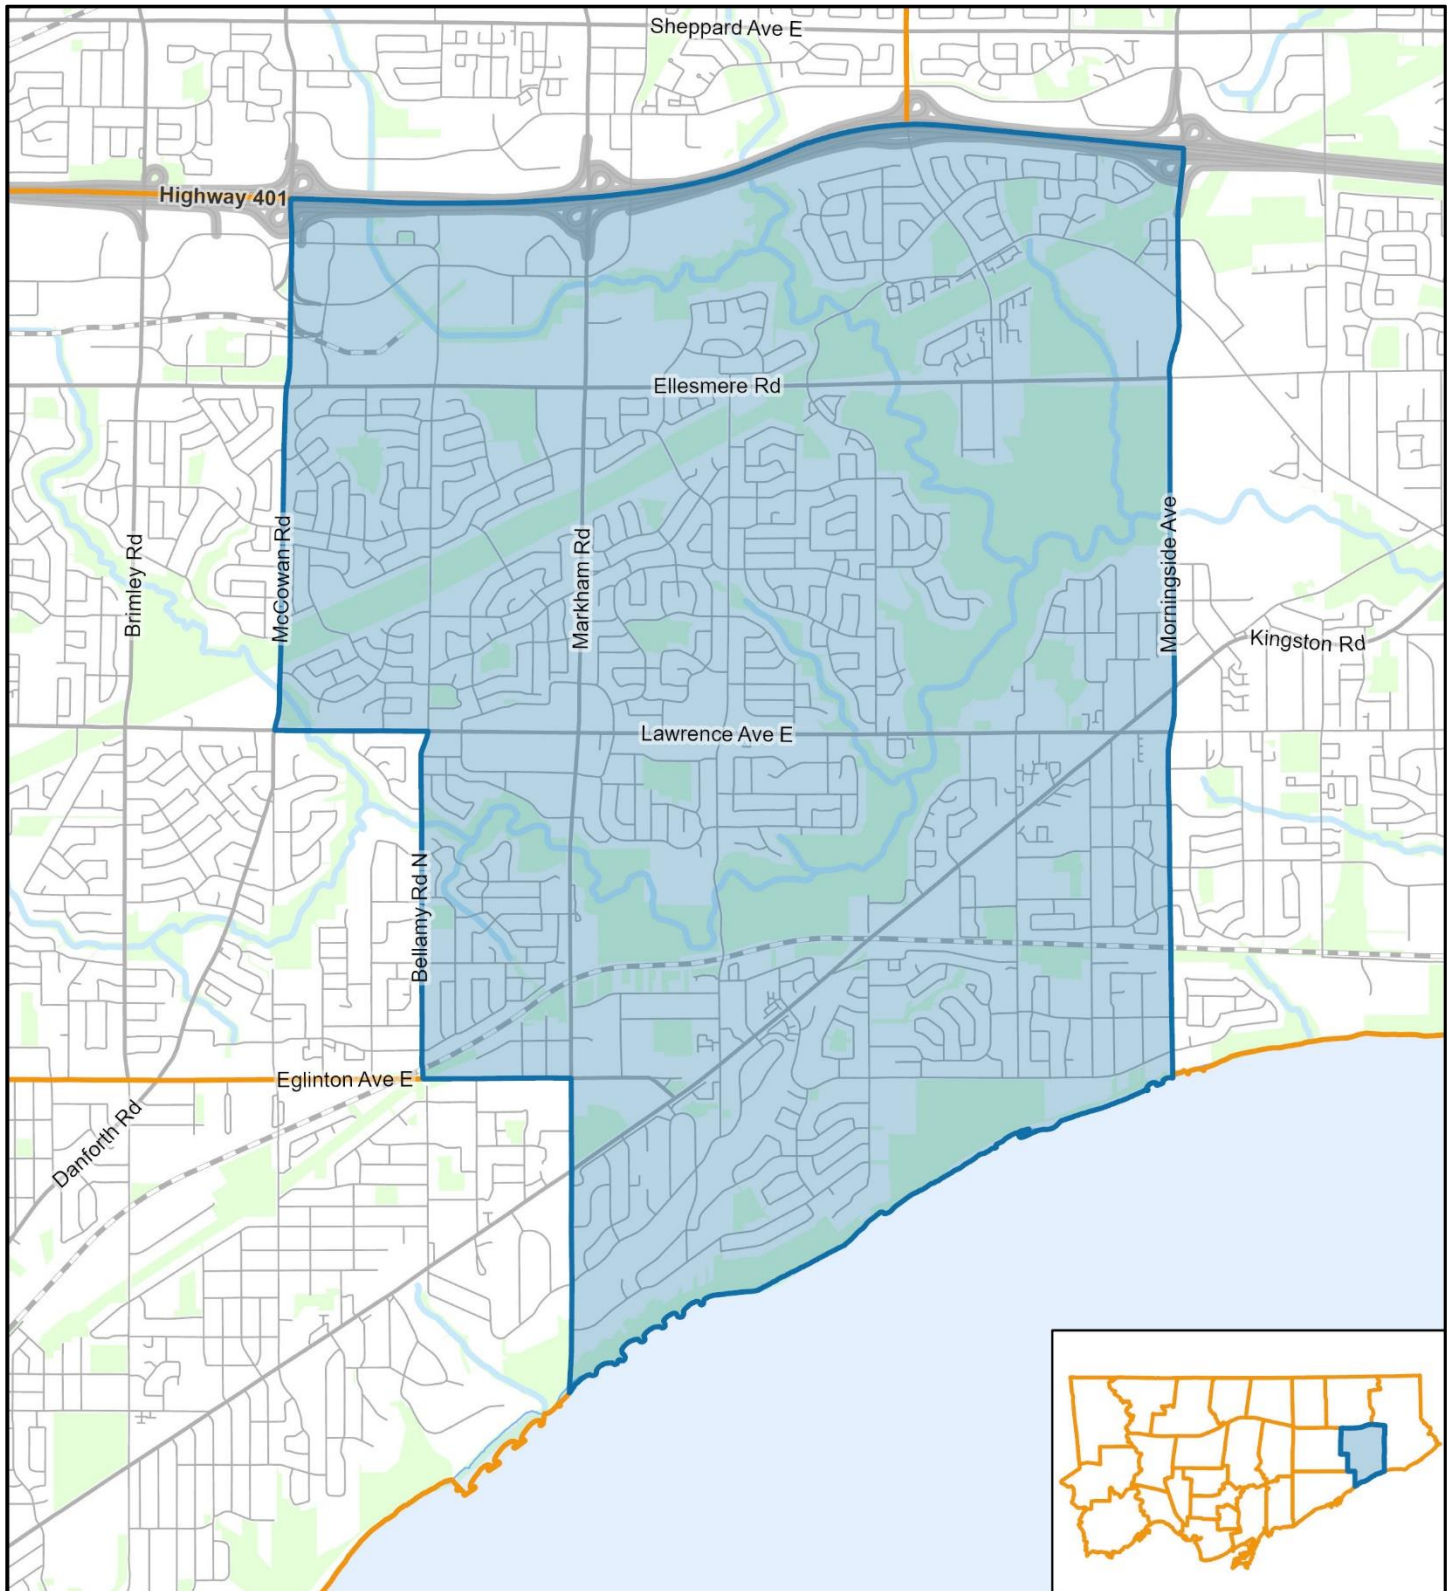 Sheppard Ave E
Highway 401
Ellesmere Rd
Brimley Rd
McCowan Rd
Markham Rd
Morningside Ave
Kingston Rd
Lawrence Ave E
Bellamy Rd N
Eglinton Ave E
Danforth Rd